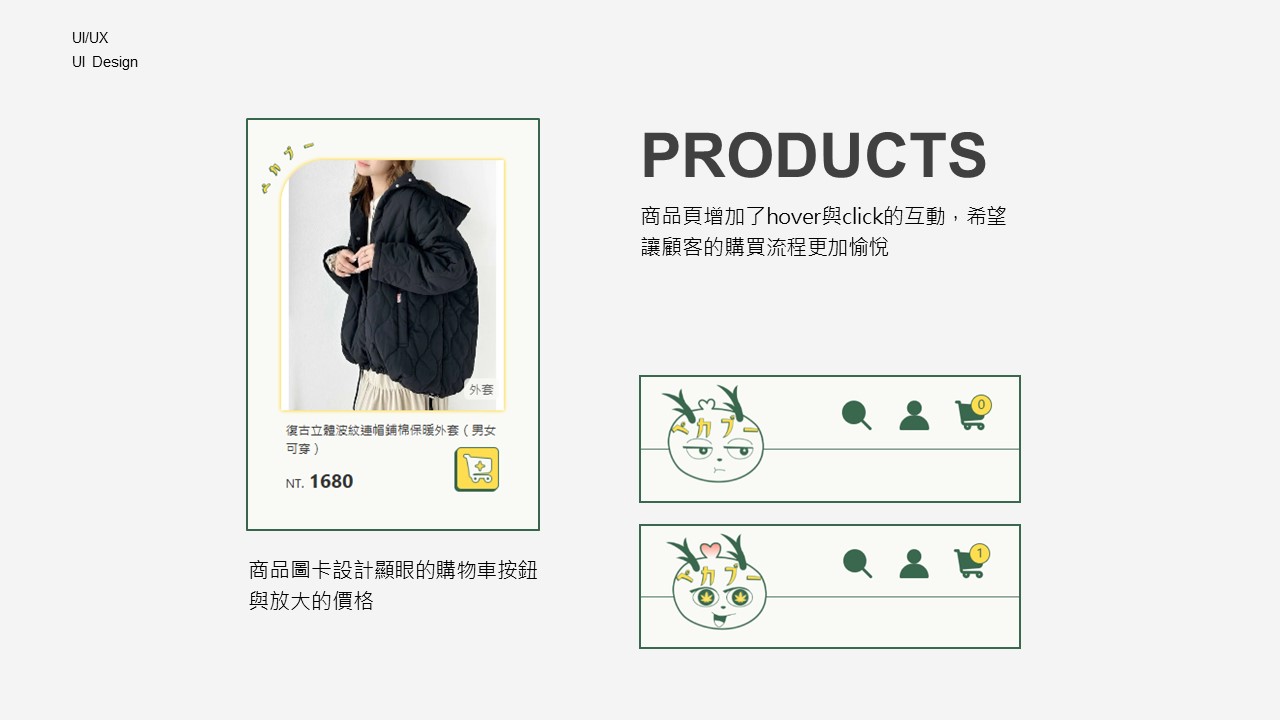 UI/UX
UI Design
ペカプー
外套
復古立體波紋連帽鋪棉保暖外套（男女
可穿）
NT. 1680
商品圖卡設計顯眼的購物車按鈕
與放大的價格
PRODUCTS
商品頁增加了hover與click的互動，希望
讓顧客的購買流程更加愉悅
ペカプー
0
ペカプー
1